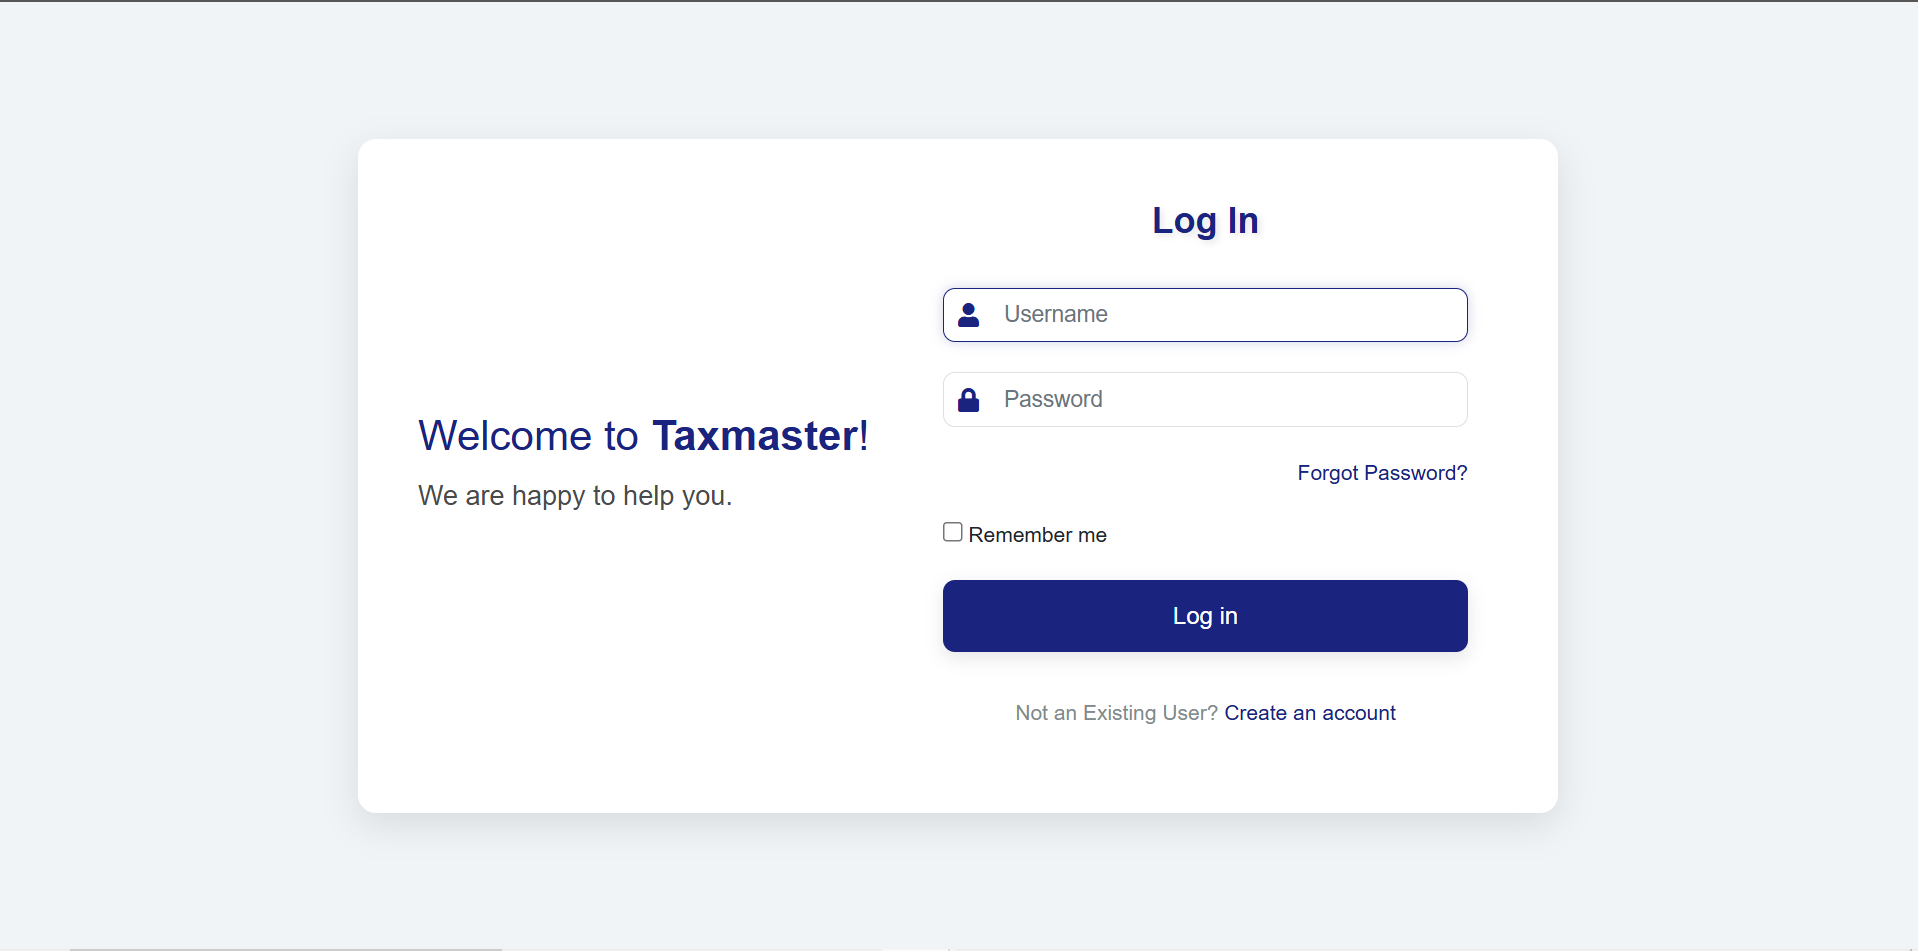 Log In
Username
Password
Welcome to Taxmaster!
We are happy to help you.
Forgot Password?
Remember me
Log in
Not an Existing User? Create an account